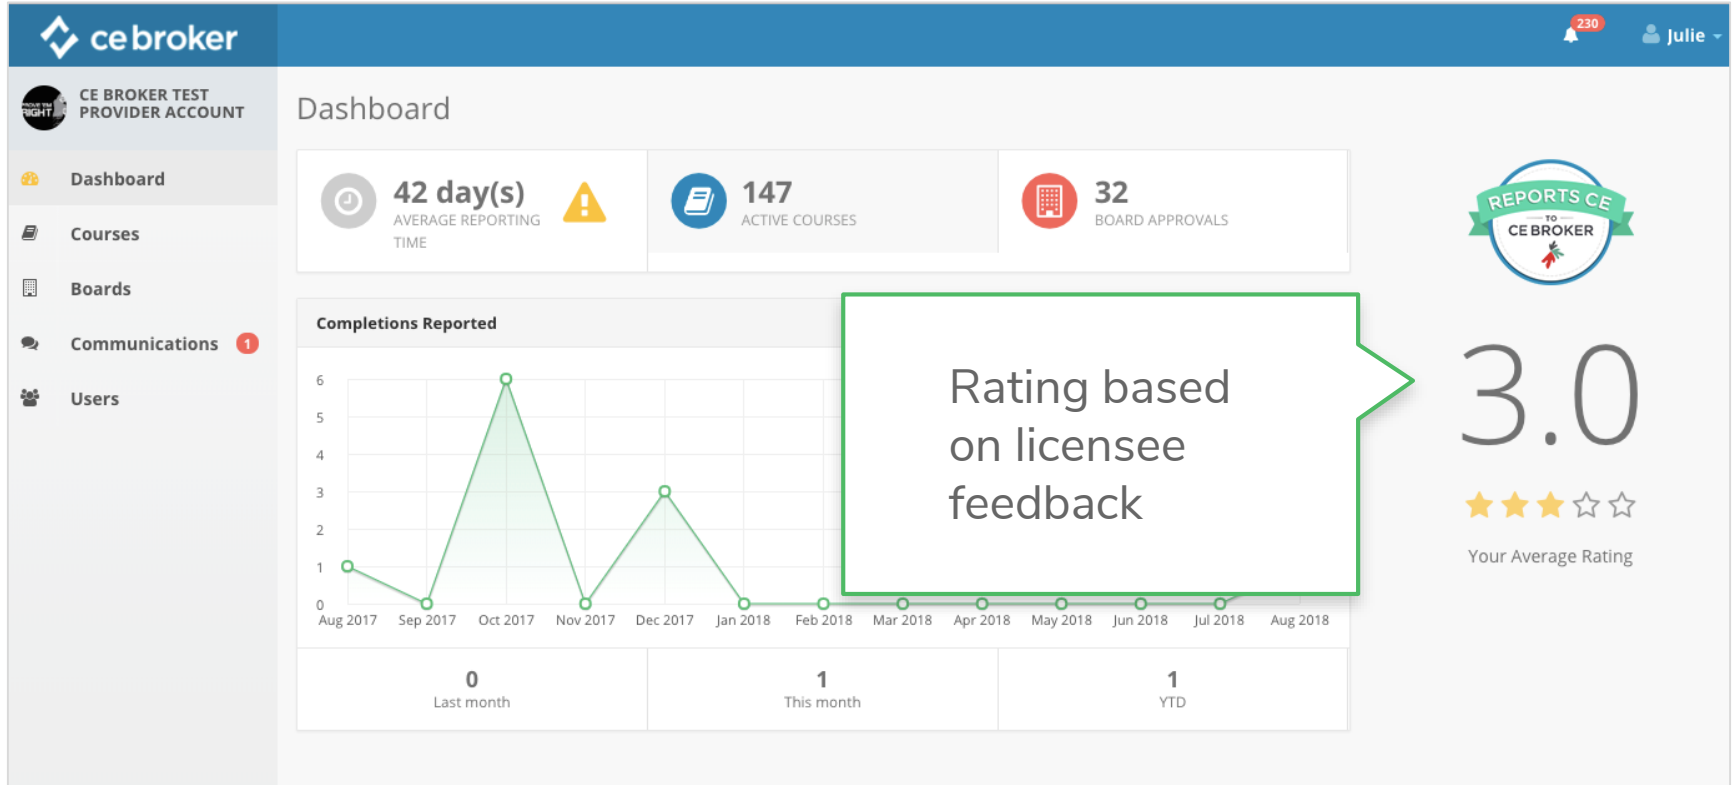 cebroker
230
Julie
PROVE 'EM
RIGHT
CE BROKER TEST
PROVIDER ACCOUNT
Dashboard
Courses
Boards
Communications 1
Users
Dashboard
42 day(s)
AVERAGE REPORTING
TIME
147
ACTIVE COURSES
32
BOARD APPROVALS
Completions Reported
6
5
4
3
2
1
0
Aug 2017 Sep 2017 Oct 2017 Nov 2017 Dec 2017 Jan 2018 Feb 2018 Mar 2018 Apr 2018 May 2018 Jun 2018 Jul 2018 Aug 2018
0
Last month
1
This month
1
YTD
Rating based
on licensee
feedback
REPORTS CE
TO
CE BROKER
3.0
Your Average Rating